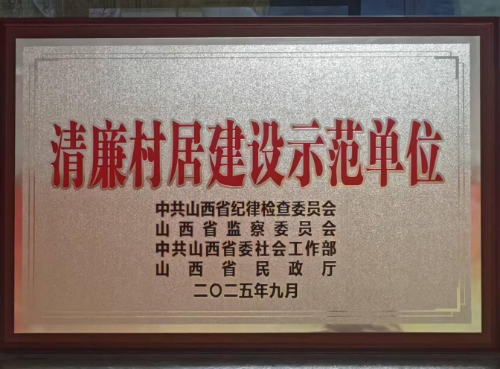 清廉村居建设示范单位
中共山西省纪律检查委员会
山西省监察委员会
中共山西省委社会工作部
山西省民政厅
二〇二五年九月